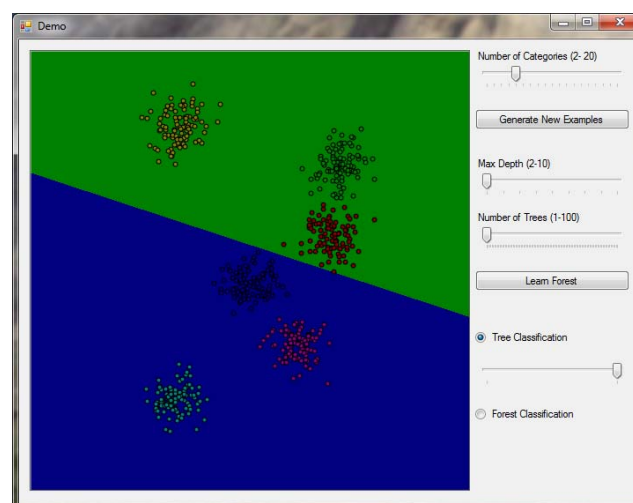 Demo
Number of Categories (2- 20)
Generate New Examples
Max Depth (2-10)
Number of Trees (1-100)
Learn Forest
Tree Classification
Forest Classification